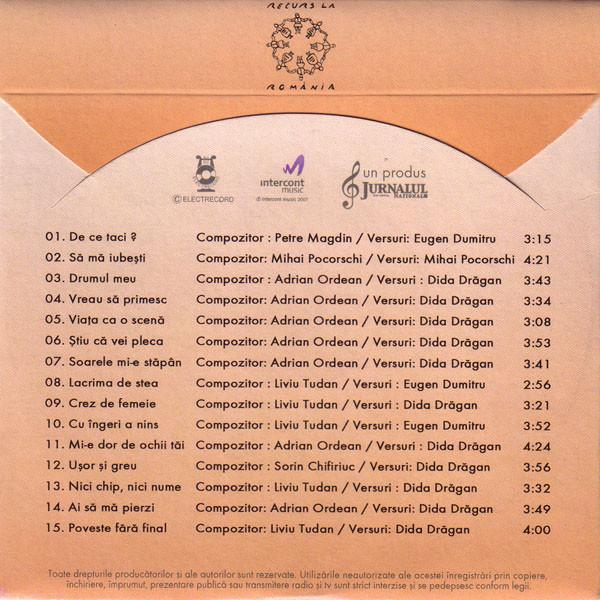 RECURS LA
ROMÂNIA
© ELECTRECORD
intercont
music
© intercont music 2007
un produs
JURNALUL
NAȚIONAL
01. De ce taci ? Compozitor : Petre Magdin / Versuri: Eugen Dumitru 3:15
02. Să mă iubești Compozitor: Mihai Pocorschi / Versuri: Mihai Pocorschi 4:21
03. Drumul meu Compozitor : Adrian Ordean / Versuri : Dida Drăgan 3:43
04. Vreau să primesc Compozitor: Adrian Ordean / Versuri: Dida Drăgan 3:34
05. Viața ca o scenă Compozitor: Adrian Ordean / Versuri: Dida Drăgan 3:08
06. Știu că vei pleca Compozitor: Adrian Ordean / Versuri: Dida Drăgan 3:53
07. Soarele mi-e stăpân Compozitor: Adrian Ordean / Versuri: Dida Drăgan 3:41
08. Lacrima de stea Compozitor : Liviu Tudan / Versuri : Eugen Dumitru 2:56
09. Crez de femeie Compozitor : Liviu Tudan / Versuri: Dida Drăgan 3:21
10. Cu îngeri a nins Compozitor : Liviu Tudan / Versuri : Eugen Dumitru 3:52
11. Mi-e dor de ochii tăi Compozitor : Adrian Ordean / Versuri: Dida Drăgan 4:24
12. Ușor și greu Compozitor : Sorin Chifiriuc / Versuri: Dida Drăgan 3:56
13. Nici chip, nici nume Compozitor : Liviu Tudan / Versuri : Dida Drăgan 3:32
14. Ai să mă pierzi Compozitor: Adrian Ordean / Versuri: Dida Drăgan 3:49
15. Poveste fără final Compozitor: Liviu Tudan / Versuri: Dida Drăgan 4:00
Toate drepturile producătorilor și ale autorilor sunt rezervate. Utilizările neautorizate ale acestei înregistrări prin copiere,
închiriere, împrumut, prezentare publică sau transmitere radio și tv sunt strict interzise și se pedepsesc conform legii.